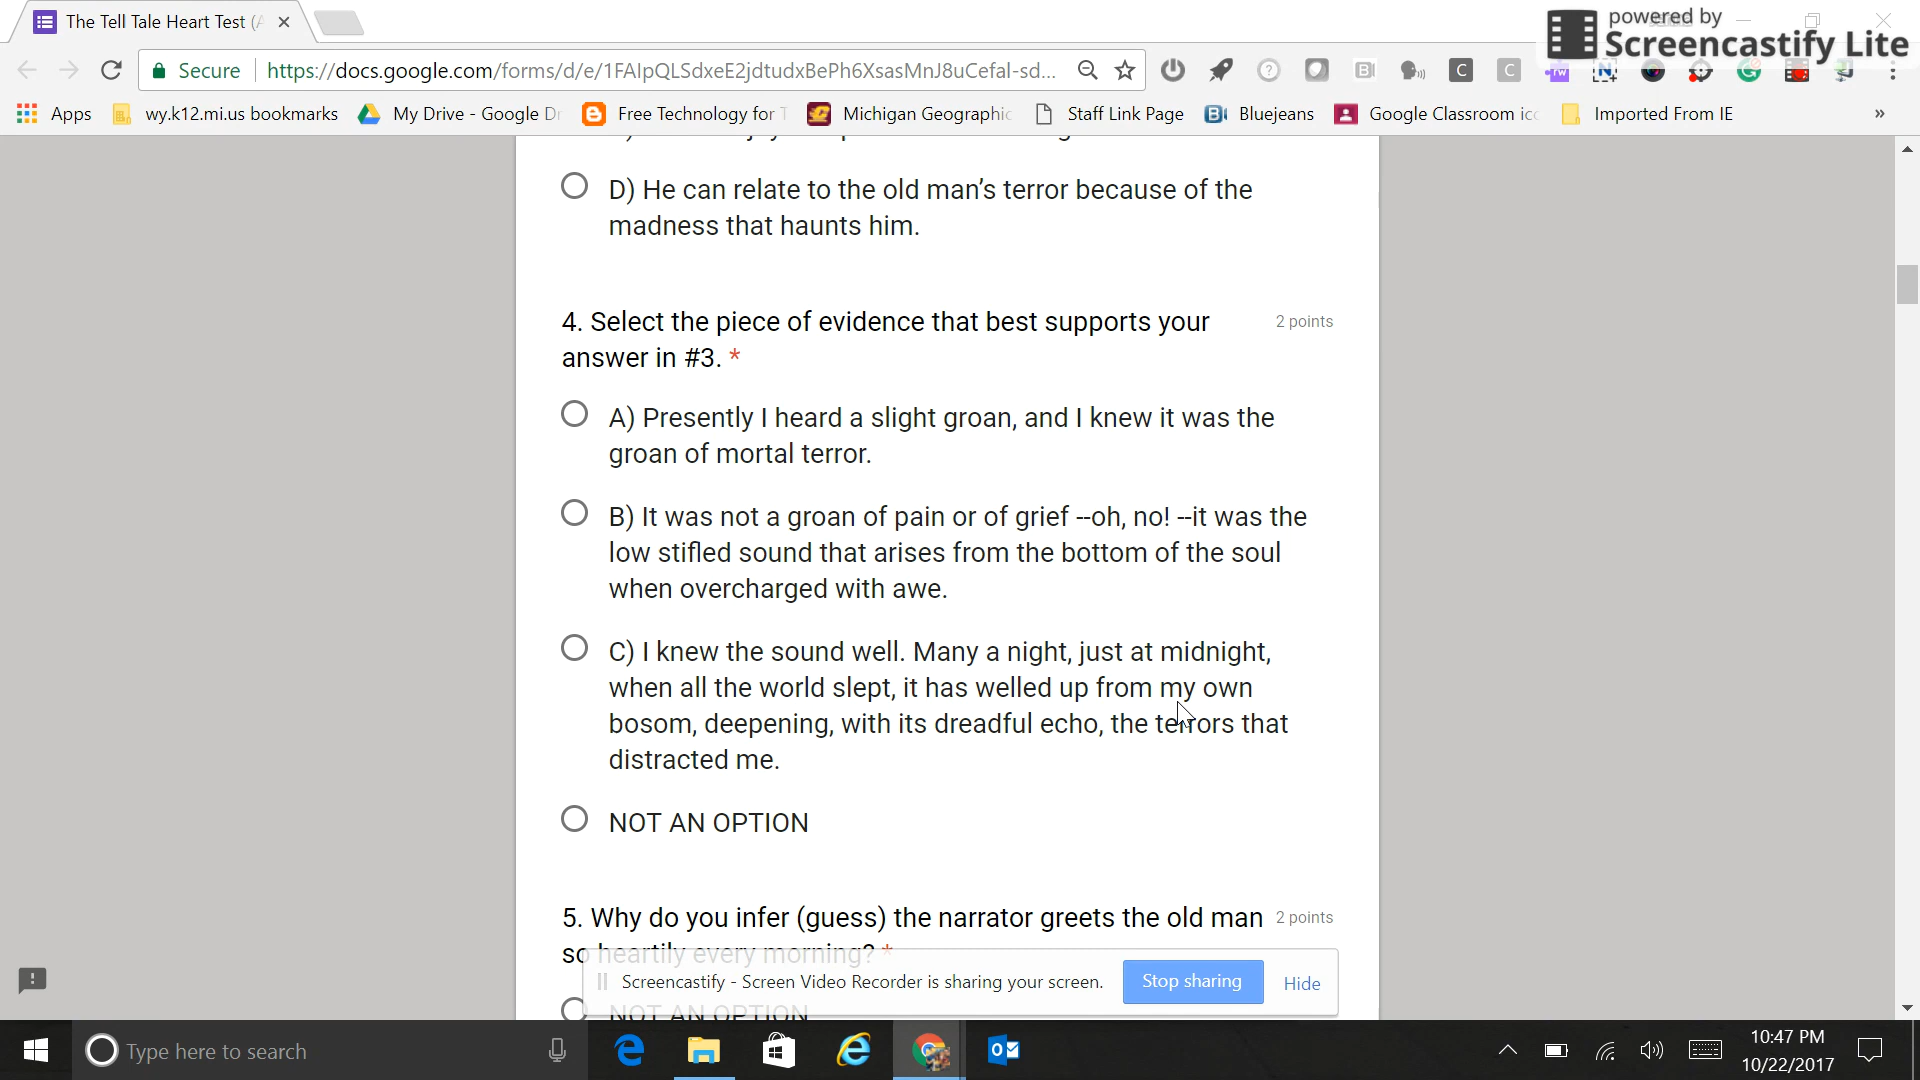 The Tell Tale Heart Test (
powered by
Screencastify Lite
Secure
https://docs.google.com/forms/d/e/1FAIpQLSdxeE2jdtudxBePh6XsasMnJ8uCefal-sd...
Apps
wy.k12.mi.us bookmarks
My Drive - Google D
Free Technology for
Michigan Geographic
Staff Link Page
Bluejeans
Google Classroom ic
Imported From IE
»
D) He can relate to the old man’s terror because of the
madness that haunts him.
4. Select the piece of evidence that best supports your
2 points
answer in #3. *
A) Presently I heard a slight groan, and I knew it was the
groan of mortal terror.
B) It was not a groan of pain or of grief --oh, no! --it was the
low stifled sound that arises from the bottom of the soul
when overcharged with awe.
C) I knew the sound well. Many a night, just at midnight,
when all the world slept, it has welled up from my own
bosom, deepening, with its dreadful echo, the terrors that
distracted me.
NOT AN OPTION
5. Why do you infer (guess) the narrator greets the old man
2 points
so heartily every morning? *
Screencastify - Screen Video Recorder is sharing your screen.
Stop sharing
Hide
NOT AN OPTION
Type here to search
10:47 PM
10/22/2017